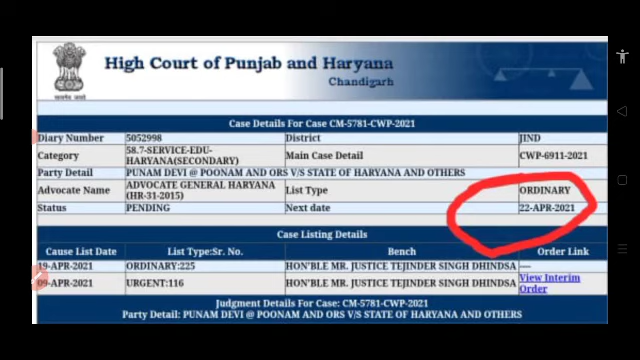 High Court of Punjab and Haryana
Chandigarh
Case Details For Case CM-5781-CWP-2021
Diary Number 5052998 District JIND
Category 58.7-SERVICE-EDU-HARYANA(SECONDARY) Main Case Detail CWP-6911-2021
Party Detail PUNAM DEVI @ POONAM AND ORS V/S STATE OF HARYANA AND OTHERS
Advocate Name ADVOCATE GENERAL HARYANA (HR-31-2015) List Type ORDINARY
Status PENDING Next date 22-APR-2021
Case Listing Details
Cause List Date List Type:Sr. No. Bench Order Link
19-APR-2021 ORDINARY:225 HON'BLE MR. JUSTICE TEJINDER SINGH DHINDSA ---
09-APR-2021 URGENT:116 HON'BLE MR. JUSTICE TEJINDER SINGH DHINDSA View Interim Order
Judgment Details For Case: CM-5781-CWP-2021
Party Detail: PUNAM DEVI @ POONAM AND ORS V/S STATE OF HARYANA AND OTHERS